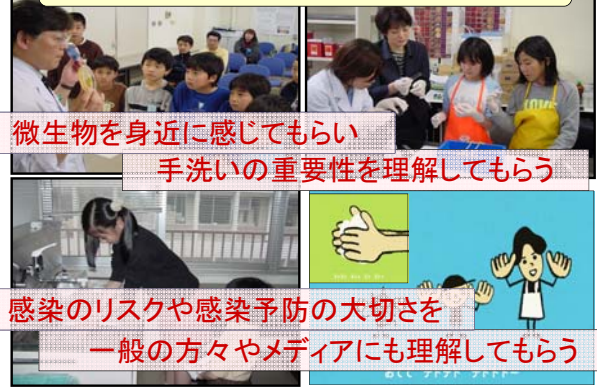 微生物を身近に感じてもらい
手洗いの重要性を理解してもらう
感染のリスクや感染予防の大切さを
一般の方々やメディアにも理解してもらう